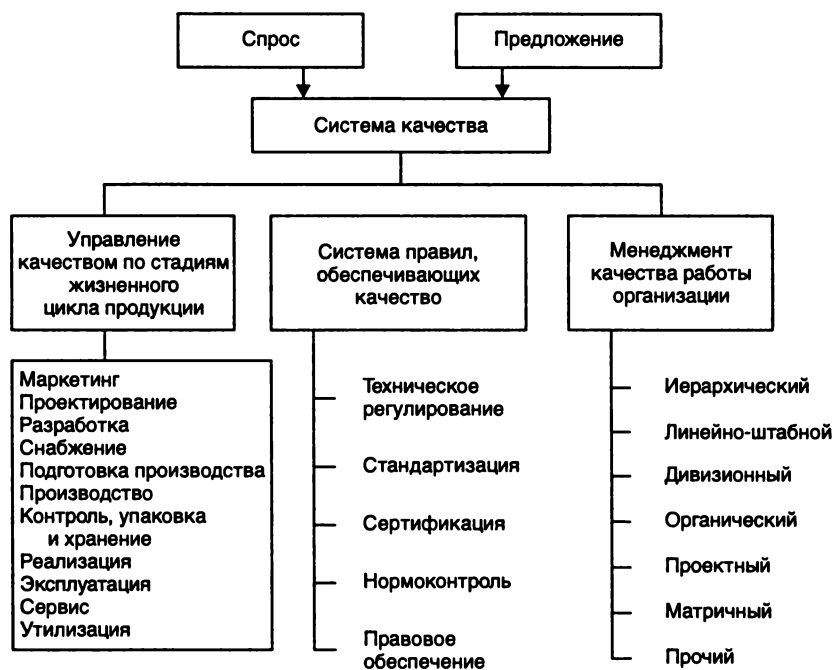 Спрос
Предложение
Система качества
Управление
качеством по стадиям
жизненного
цикла продукции
Маркетинг
Проектирование
Разработка
Снабжение
Подготовка производства
Производство
Контроль, упаковка
и хранение
Реализация
Эксплуатация
Сервис
Утилизация
Система правил,
обеспечивающих
качество
Техническое
регулирование
Стандартизация
Сертификация
Нормоконтроль
Правовое
обеспечение
Менеджмент
качества работы
организации
Иерархический
Линейно-штабной
Дивизионный
Органический
Проектный
Матричный
Прочий